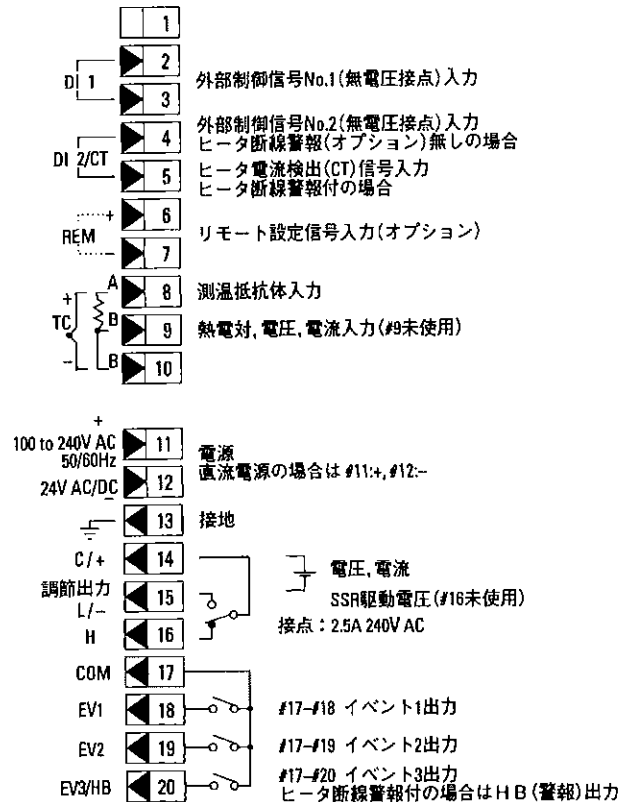 1
2
DI 1
外部制御信号No.1(無電圧接点)入力
3
外部制御信号No.2(無電圧接点)入力
4
ヒータ断線警報(オプション)無しの場合
DI 2/CT
ヒータ電流検出(CT)信号入力
5
ヒータ断線警報付の場合
+
6
REM
リモート設定信号入力(オプション)
7
A
8
測温抵抗体入力
+
TC
B
9
熱電対,電圧,電流入力(#9未使用)
−
B
10
+
100 to 240V AC
11
電源
50/60Hz
直流電源の場合は #11:+,#12:−
24V AC/DC
12
−
13
接地
C/+
14
電圧,電流
調節出力
15
SSR駆動電圧(#16未使用)
L/−
H
16
接点:2.5A 240V AC
COM
17
EV1
18
#17–#18 イベント1出力
EV2
19
#17–#19 イベント2出力
#17–#20 イベント3出力
EV3/HB
20
ヒータ断線警報付の場合はHB(警報)出力